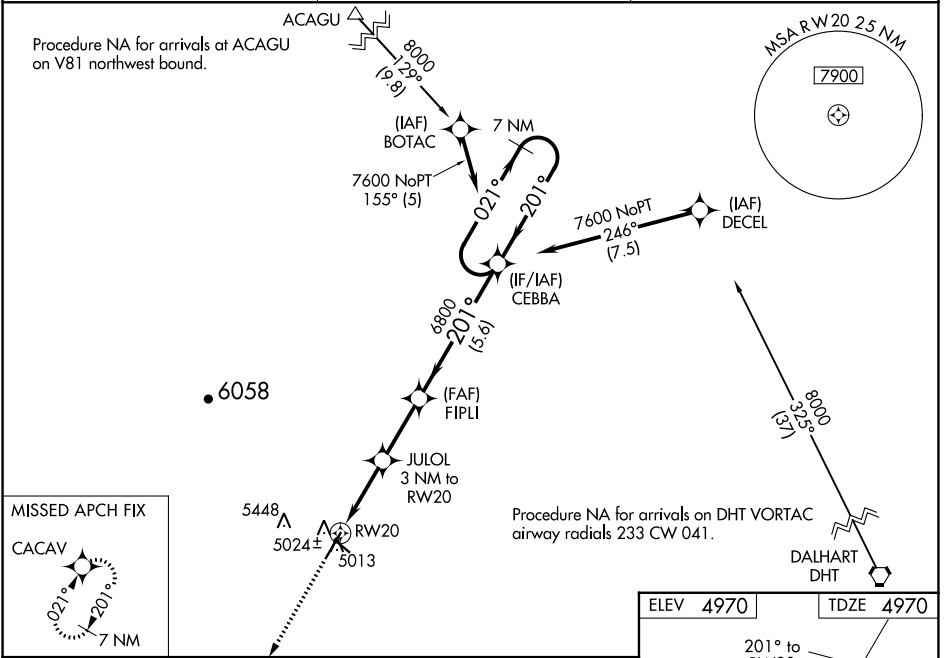 ACAGU
Procedure NA for arrivals at ACAGU
on V81 northwest bound.
8000
129°
(9.8)
MSA RW20 25 NM
7900
(IAF)
BOTAC
7 NM
7600 NoPT
155° (5)
021°
201°
7600 NoPT
246°
(7.5)
(IAF)
DECEL
(IF/IAF)
CEBBA
6800
201°
(5.6)
6058
(FAF)
FIPLI
8000
325°
(37)
JULOL
3 NM to
RW20
MISSED APCH FIX
CACAV
021°
201°
7 NM
5448
5024±
RW20
5013
Procedure NA for arrivals on DHT VORTAC
airway radials 233 CW 041.
DALHART
DHT
ELEV 4970
TDZE 4970
201° to